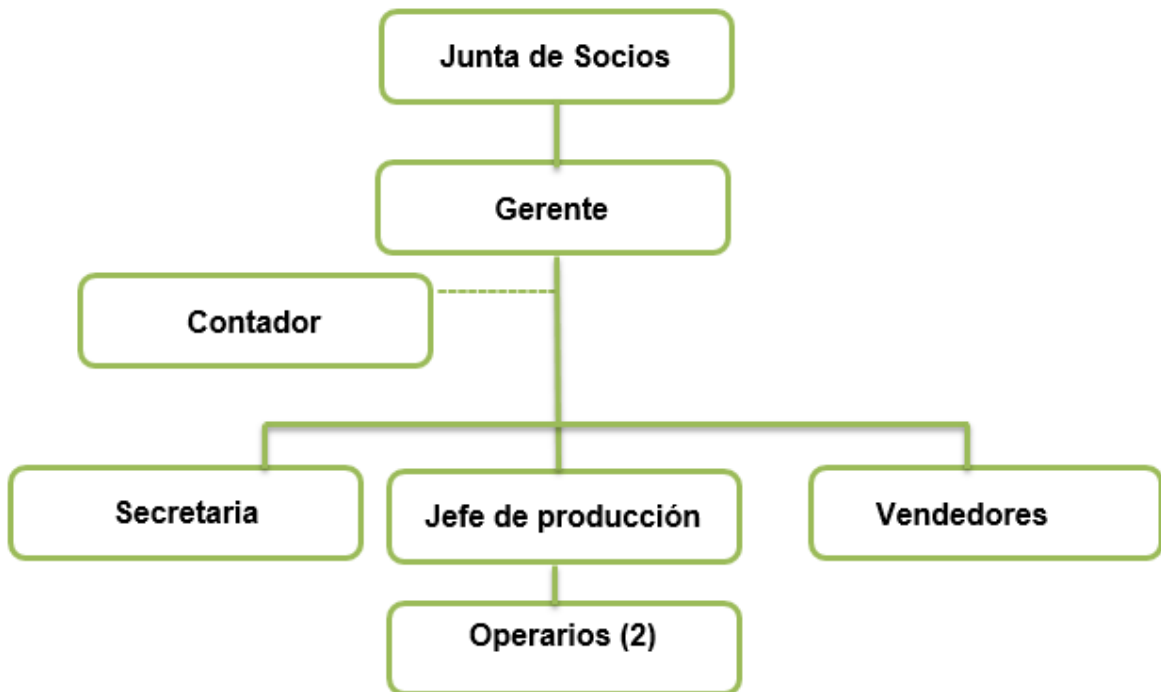 Junta de Socios
Gerente
Contador
Secretaria
Jefe de producción
Vendedores
Operarios (2)